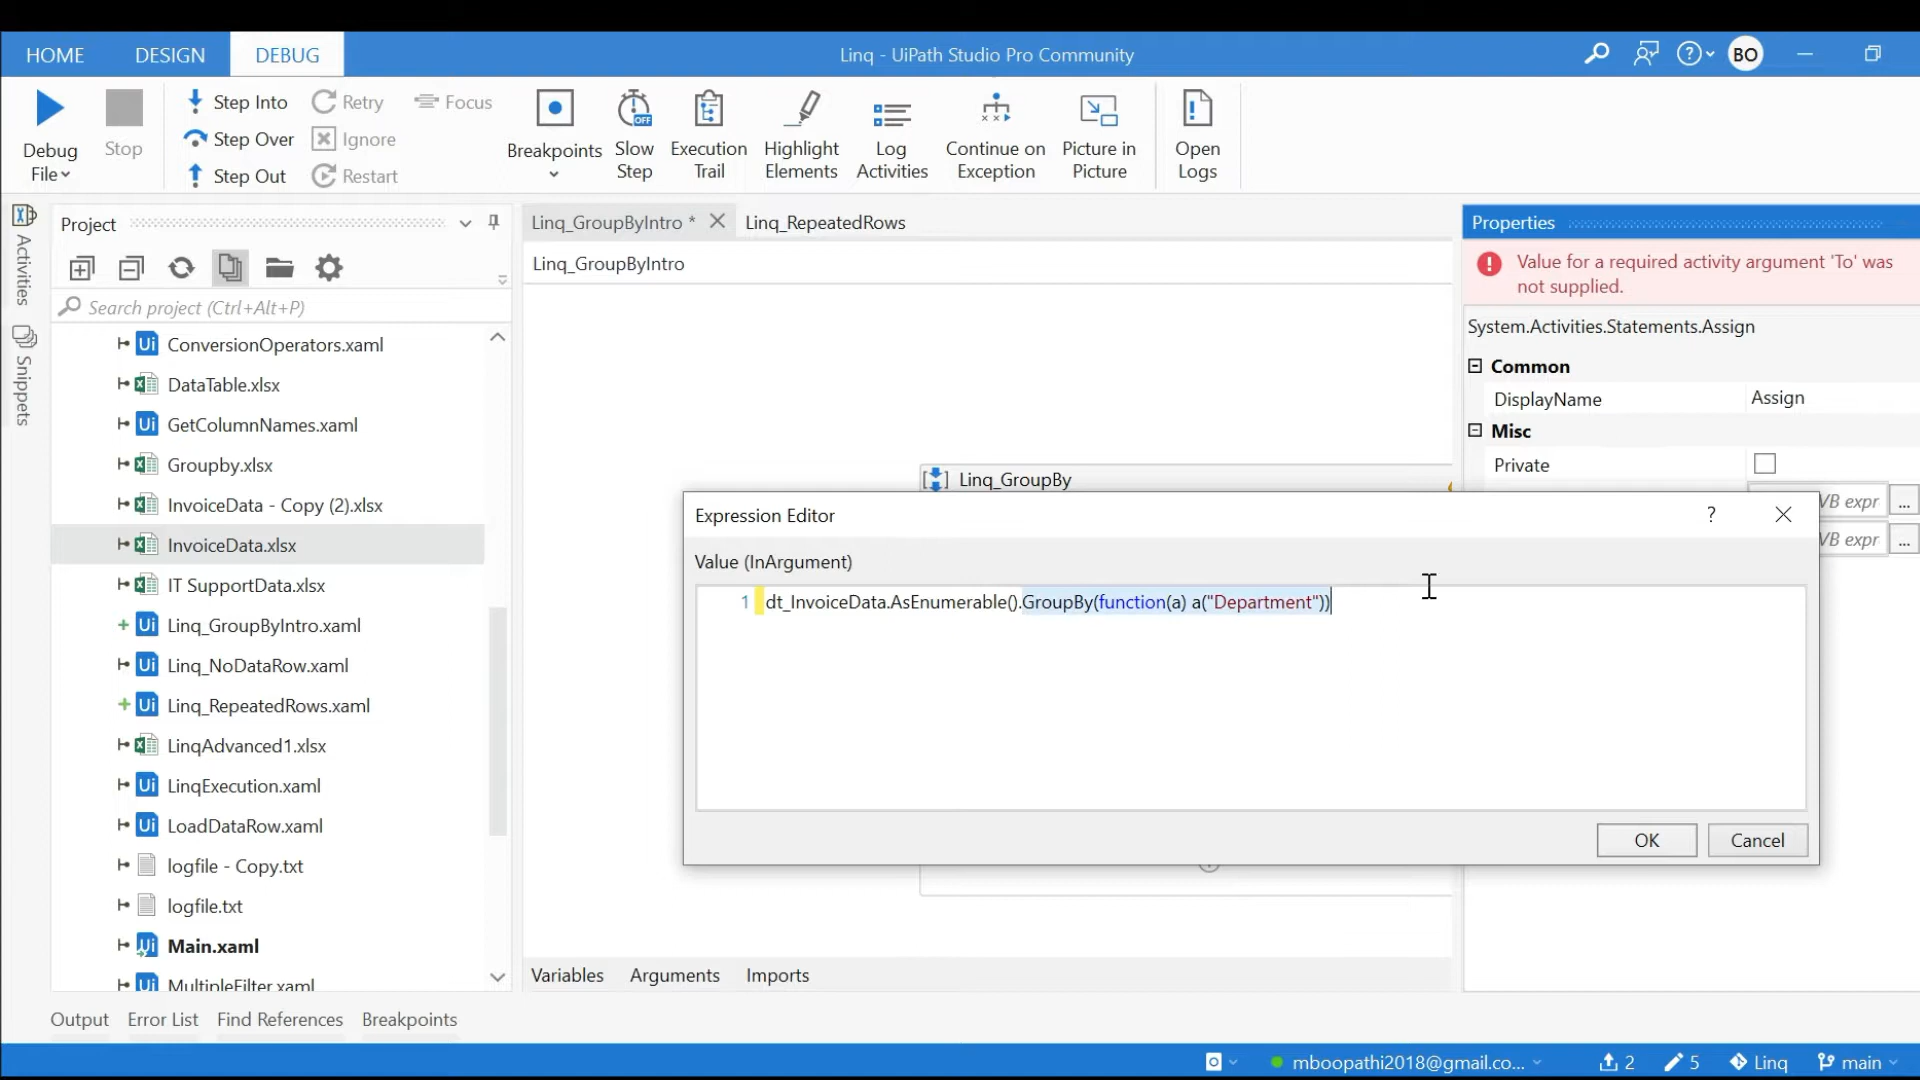 HOME DESIGN DEBUG Linq - UiPath Studio Pro Community BO
Debug File
Stop
Step Into
Step Over
Step Out
Retry
Ignore
Restart
Focus
Breakpoints
Slow Step
OFF
Execution Trail
Highlight Elements
Log Activities
Continue on Exception
Picture in Picture
Open Logs
Activities
Snippets
Project
Search project (Ctrl+Alt+P)
ConversionOperators.xaml
DataTable.xlsx
GetColumnNames.xaml
Groupby.xlsx
InvoiceData - Copy (2).xlsx
InvoiceData.xlsx
IT SupportData.xlsx
Linq_GroupByIntro.xaml
Linq_NoDataRow.xaml
Linq_RepeatedRows.xaml
LinqAdvanced1.xlsx
LinqExecution.xaml
LoadDataRow.xaml
logfile - Copy.txt
logfile.txt
Main.xaml
MultipleFilter.xaml
Linq_GroupByIntro * Linq_RepeatedRows
Linq_GroupByIntro
Linq_GroupBy
Expression Editor ?
Value (InArgument)
1 dt_InvoiceData.AsEnumerable().GroupBy(function(a) a("Department"))
OK Cancel
Variables Arguments Imports
Properties
Value for a required activity argument 'To' was
not supplied.
System.Activities.Statements.Assign
Common
DisplayName Assign
Misc
Private
VB expr ...
VB expr ...
Output Error List Find References Breakpoints
mboopathi2018@gmail.co... 2 5 Linq main